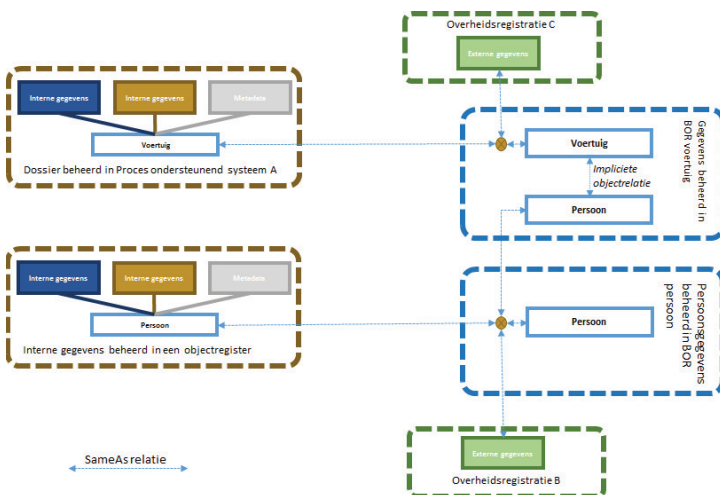 Overheidsregistratie C
Externe gegevens
Interne gegevens
Interne gegevens
Metadata
Voertuig
Dossier beheerd in Proces ondersteunend systeem A
Voertuig
Impliciete
objectrelatie
Persoon
Gegevens beheerd in
BOR voertuig
Interne gegevens
Interne gegevens
Metadata
Persoon
Interne gegevens beheerd in een objectregister
Persoon
Persoonsgegevens
beheerd in BOR
persoon
SameAs relatie
Externe gegevens
Overheidsregistratie B